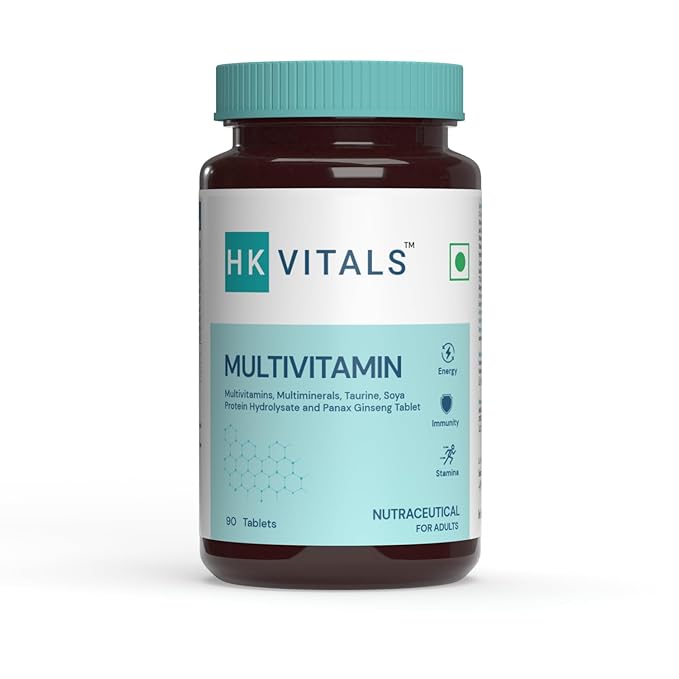 HK VITALS™
MULTIVITAMIN
Multivitamins, Multiminerals, Taurine, Soya
Protein Hydrolysate and Panax Ginseng Tablet
Energy
Immunity
Stamina
90 Tablets
NUTRACEUTICAL
FOR ADULTS